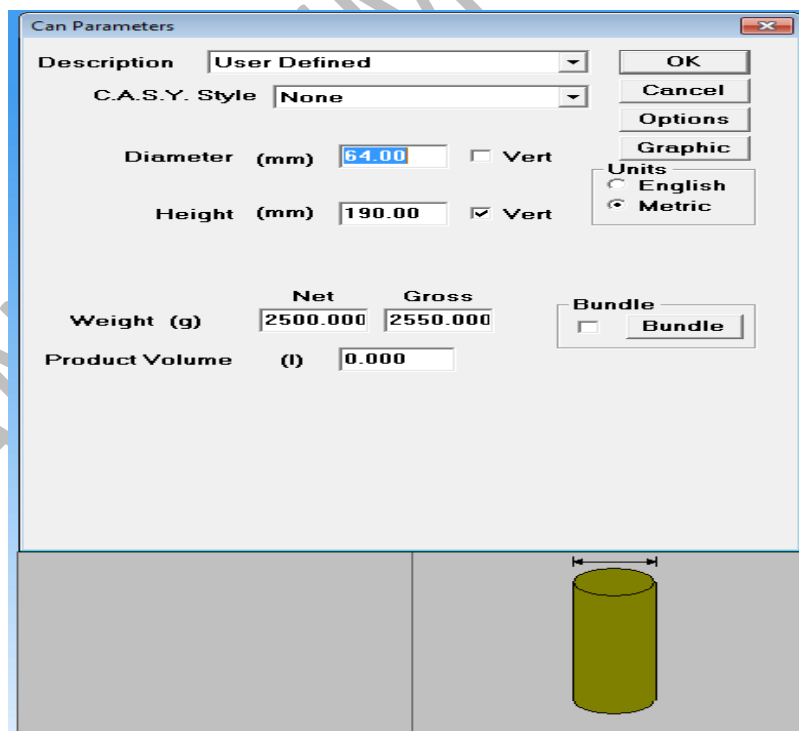 Can Parameters
Description User Defined OK
C.A.S.Y. Style None Cancel
Options
Diameter (mm) 64.00 Vert Graphic
Units
English
Height (mm) 190.00 Vert Metric
Net Gross
Bundle
Weight (g) 2500.000 2550.000 Bundle
Product Volume (l) 0.000